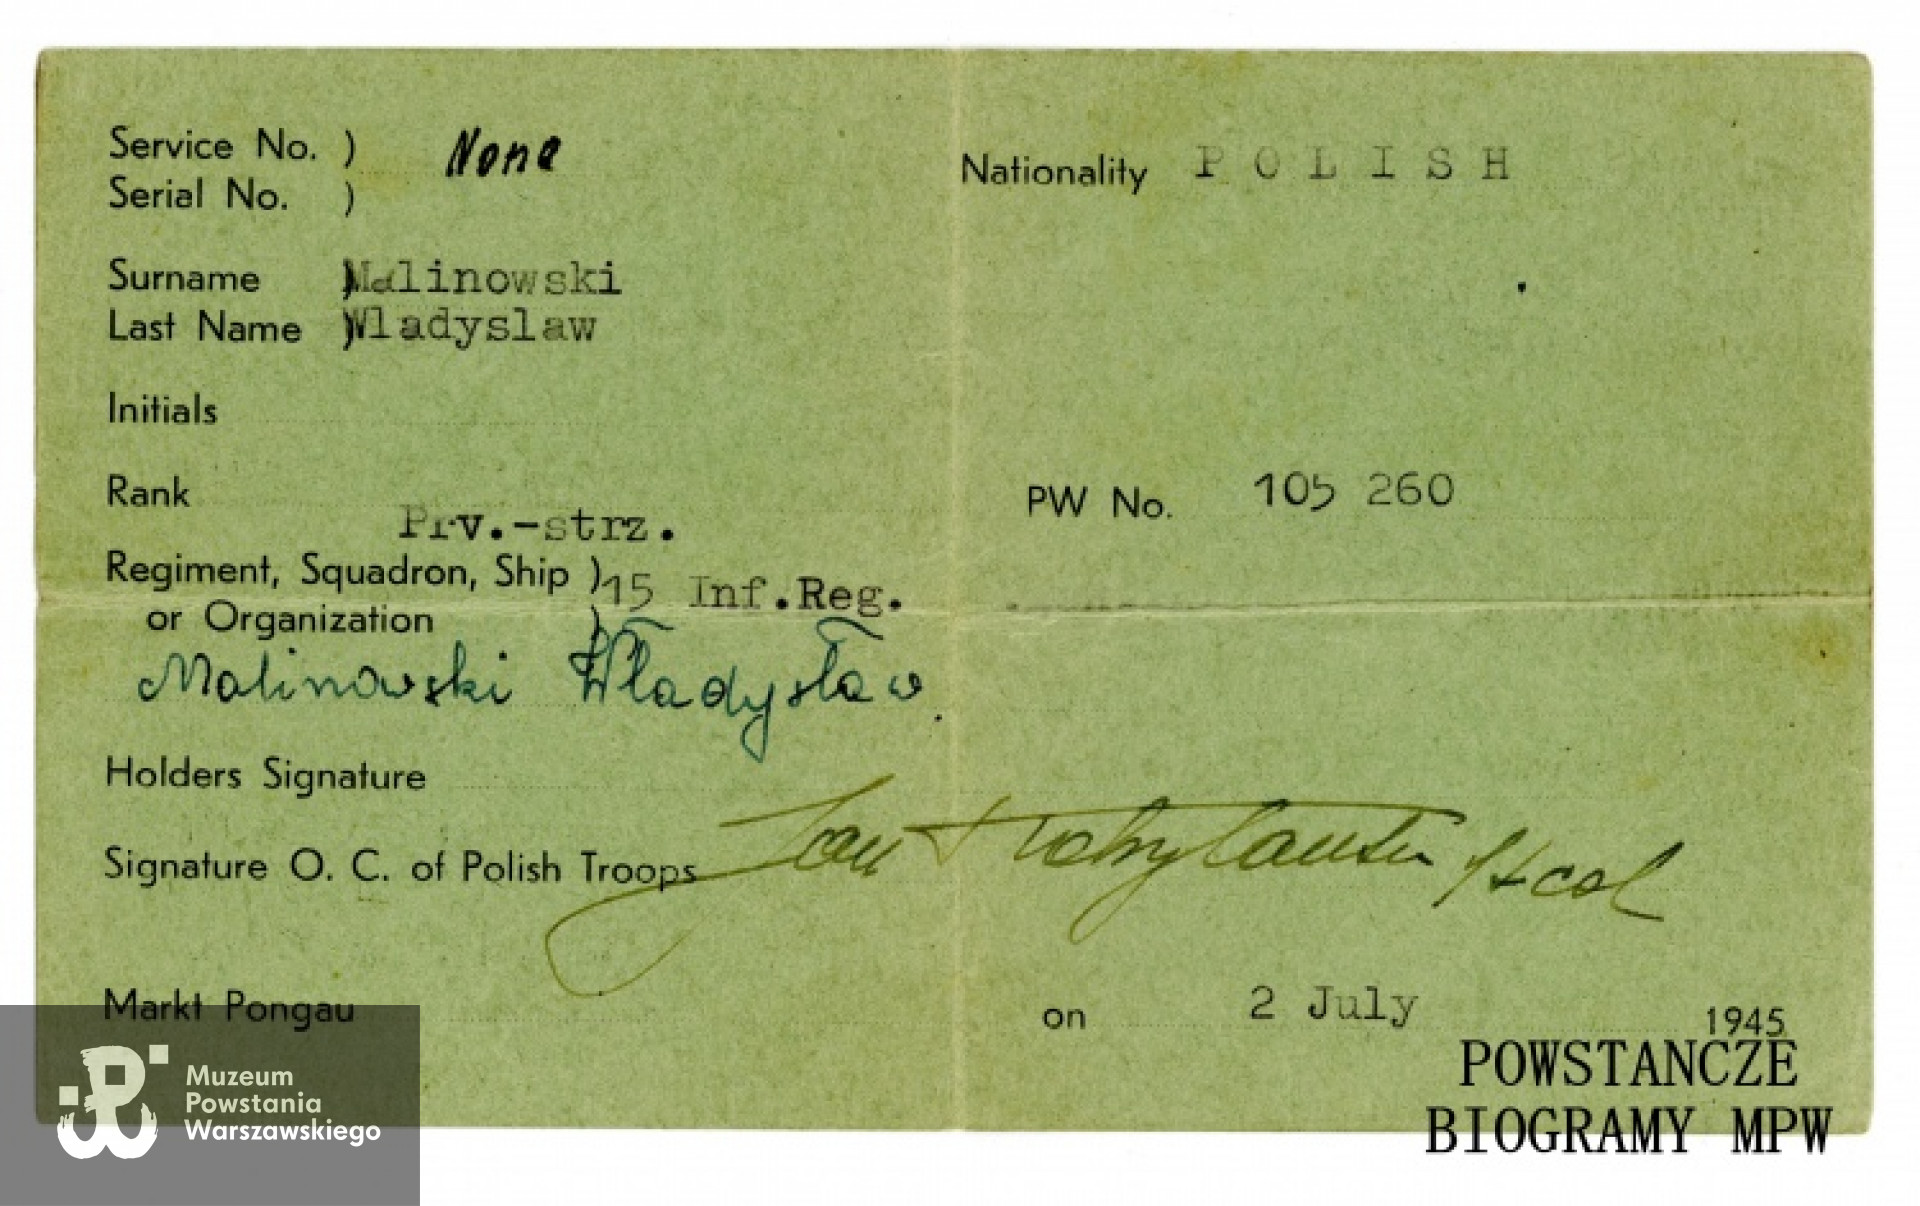 Service No. ) None
Serial No. )
Nationality POLISH
Surname )Malinowski
Last Name )Wladyslaw
Initials
Rank Prv.-strz.
PW No. 105 260
Regiment, Squadron, Ship ) 15 Inf.Reg.
or Organization )
Malinowski Władysław
Holders Signature
Signature O. C. of Polish Troops Jan
Markt Pongau on 2 July 1945
POWSTANCZE
BIOGRAMY MPW
Muzeum
Powstania
Warszawskiego